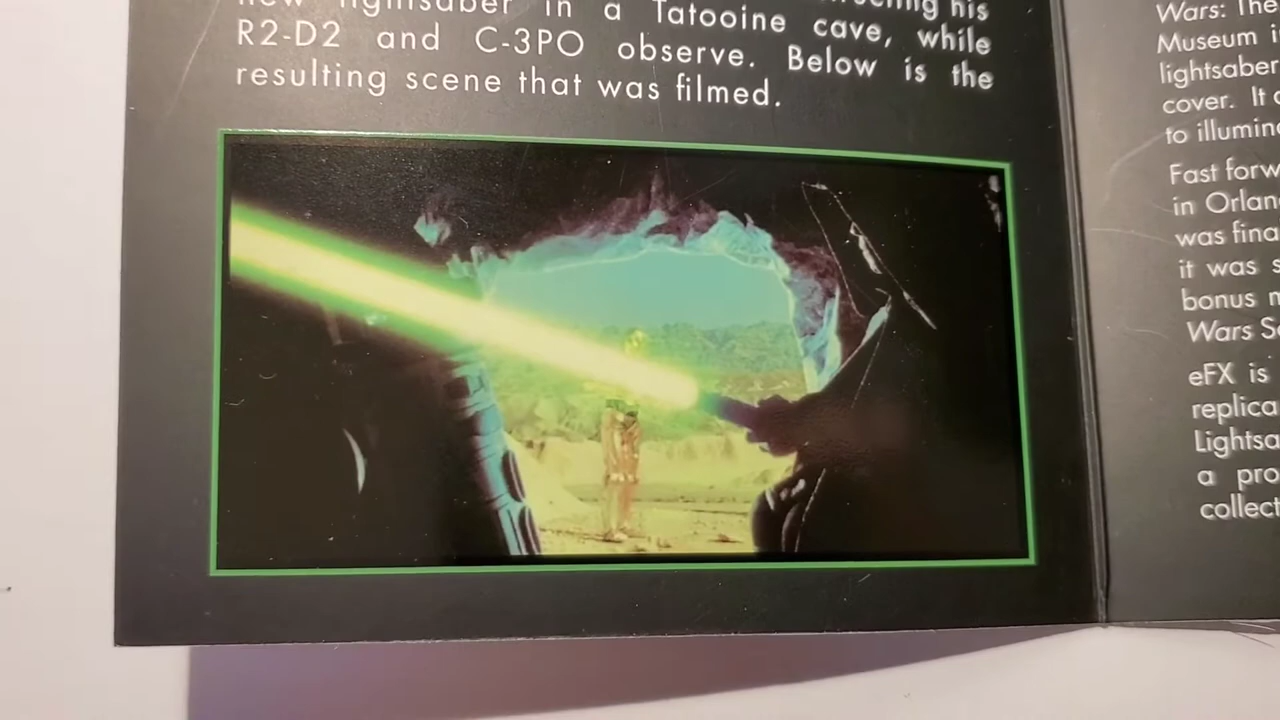 new lightsaber in a Tatooine cave, while his
R2-D2 and C-3PO observe. Below is the
resulting scene that was filmed.
Wars: The
Museum
lightsaber
cover. It
to illumin
Fast forw
in Orlan
was fina
it was s
bonus
Wars S
eFX is
replica
Lightsa
a pro
collect